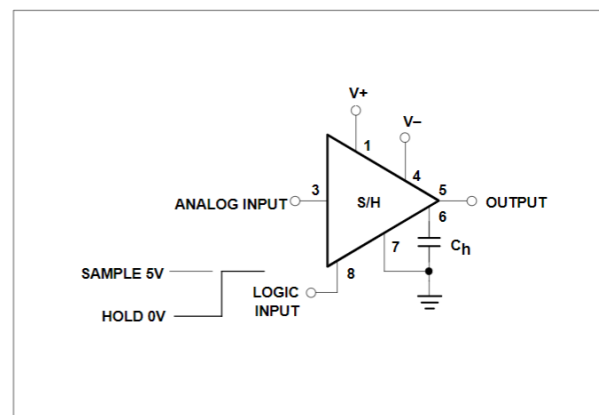 V+
V–
1
4
3
S/H
5
ANALOG INPUT
OUTPUT
6
7
Ch
8
SAMPLE 5V
LOGIC
INPUT
HOLD 0V